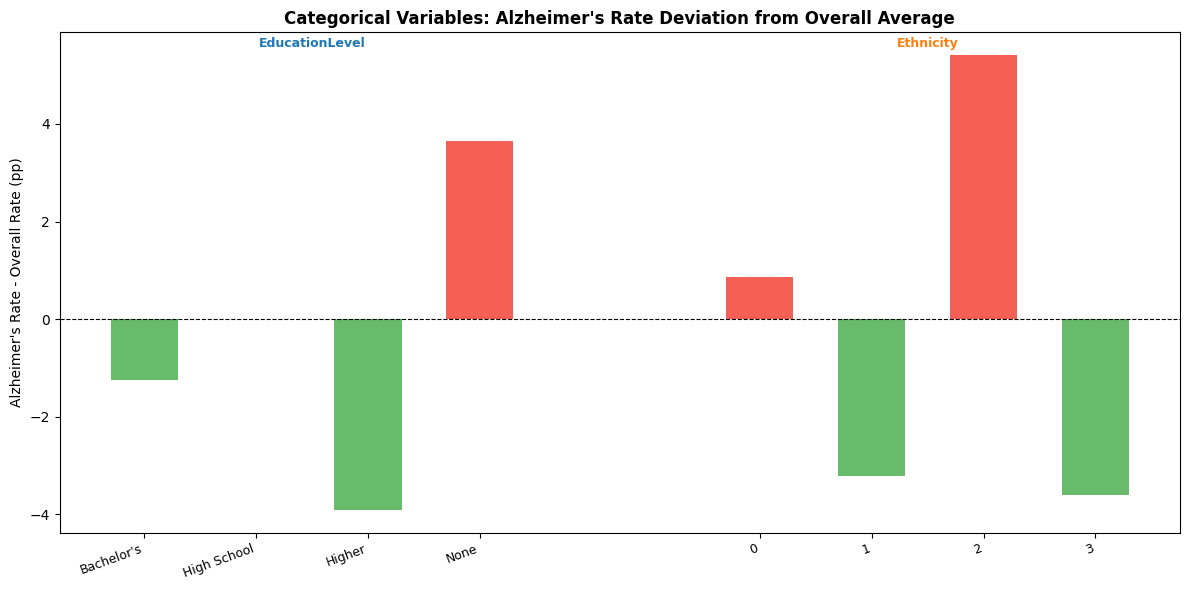 Categorical Variables: Alzheimer's Rate Deviation from Overall Average
EducationLevel
Ethnicity
Alzheimer's Rate - Overall Rate (pp)
4
2
0
−2
−4
Bachelor's
High School
Higher
None
0
1
2
3